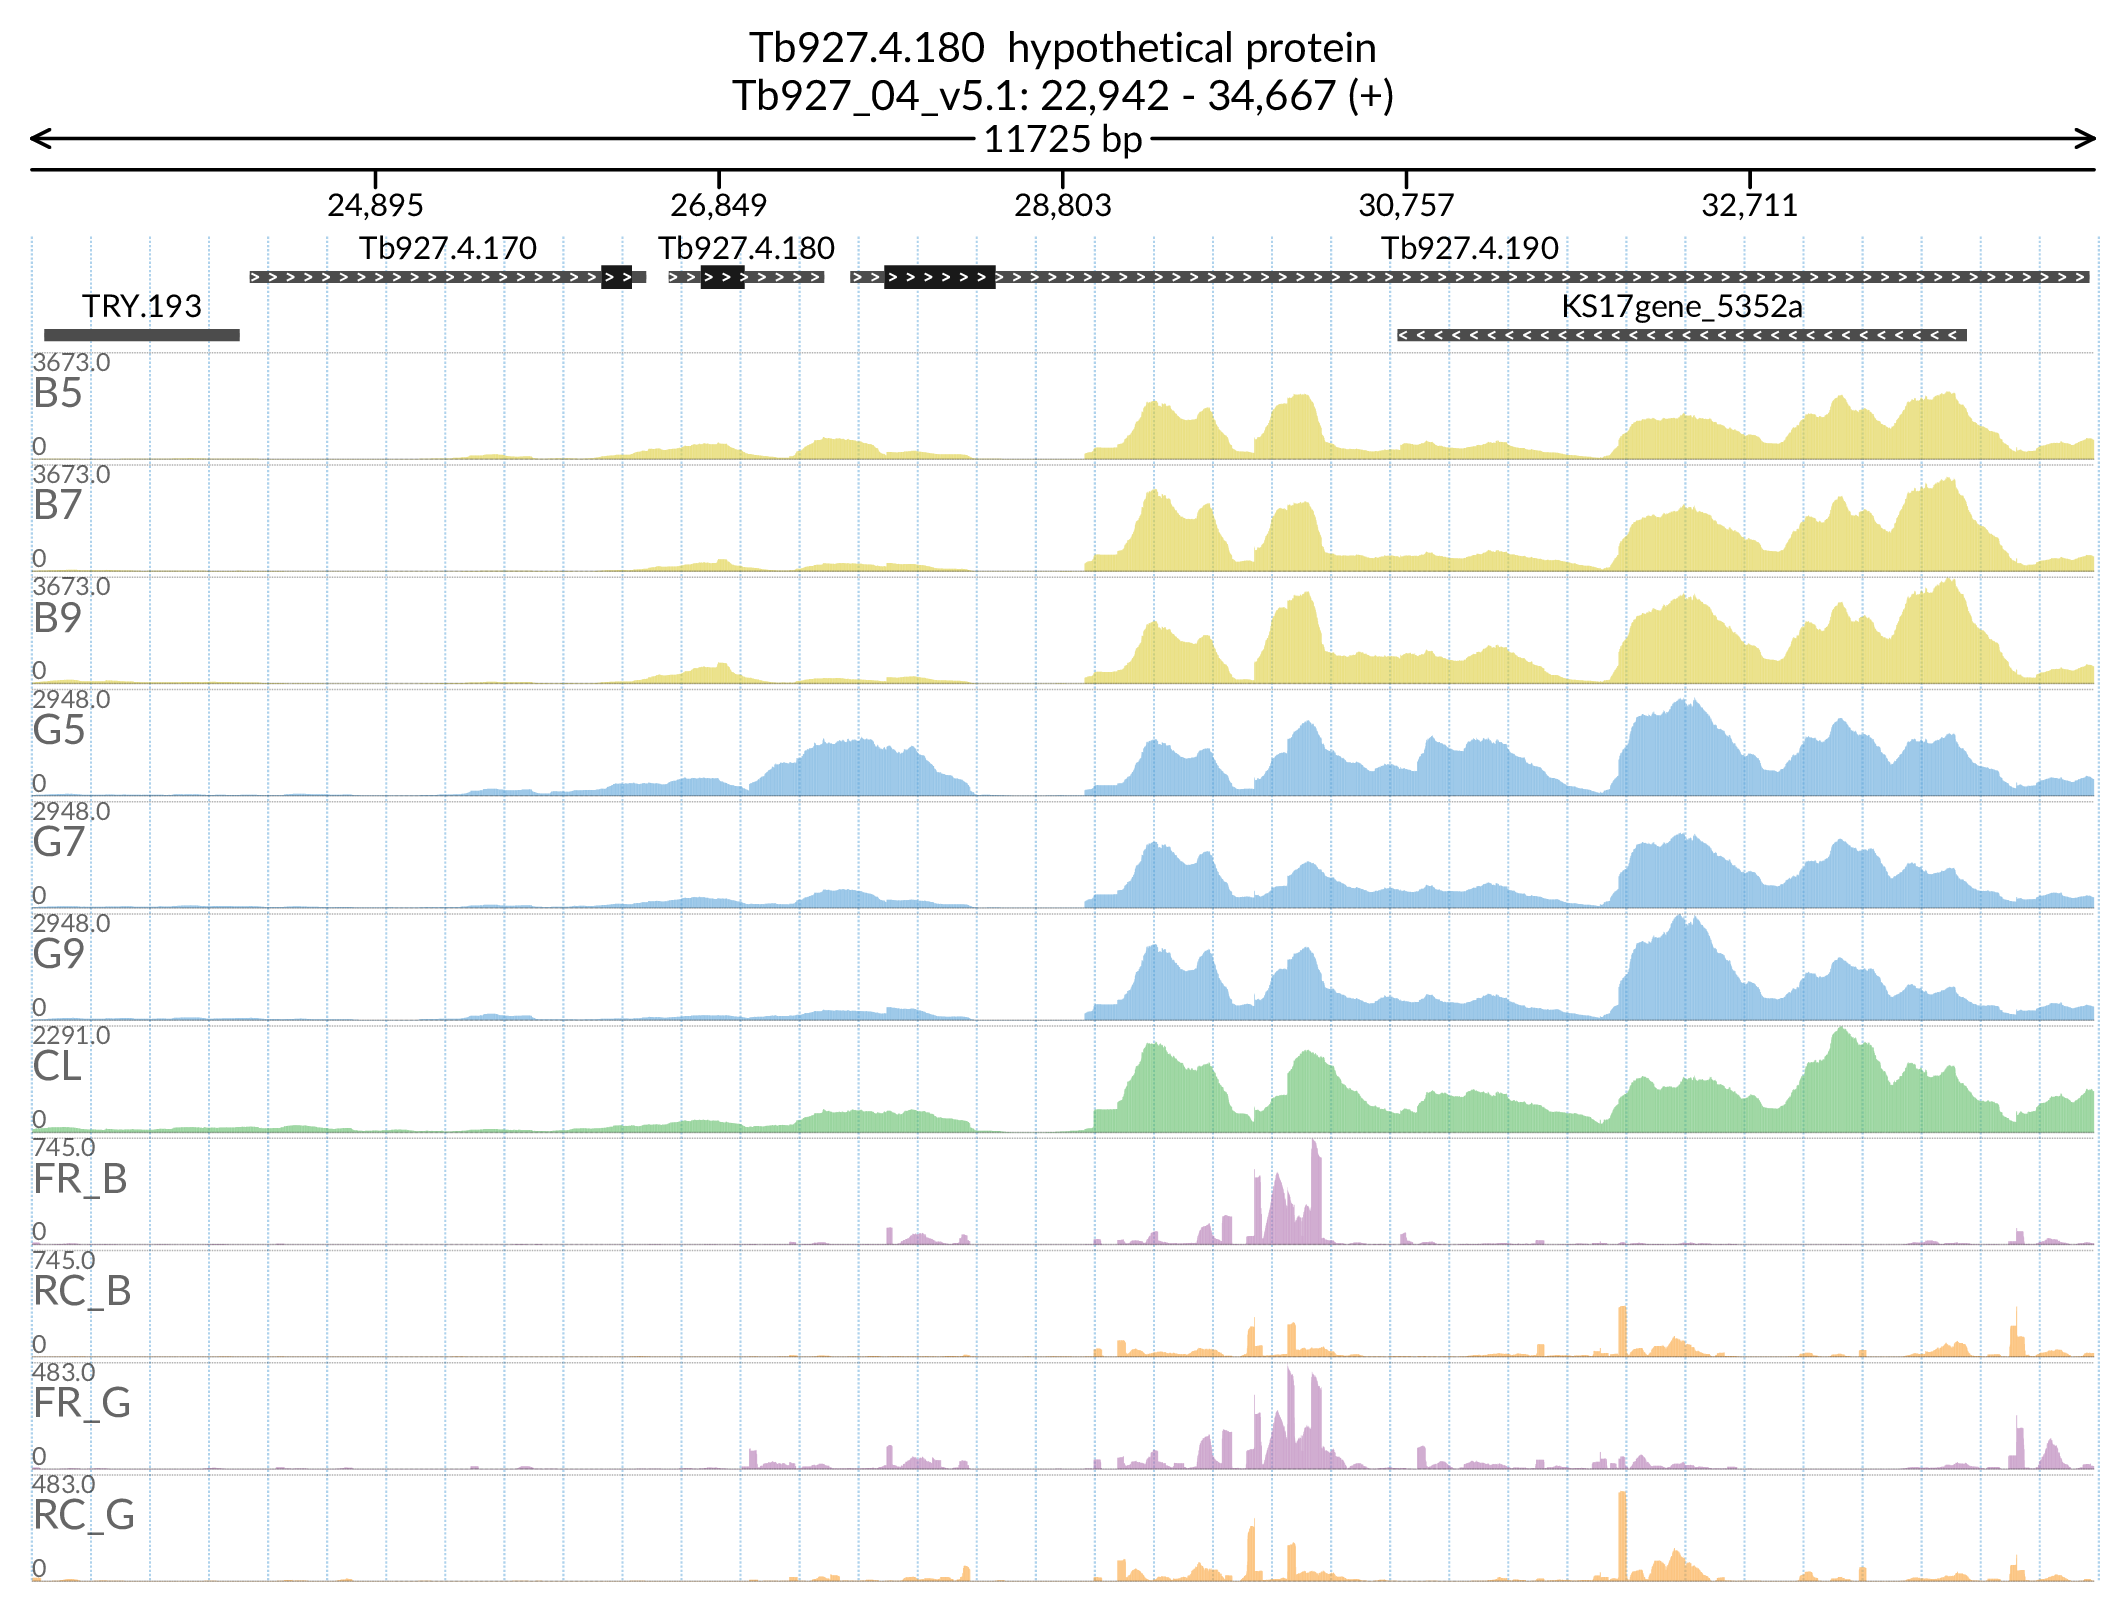 Tb927.4.180  hypothetical protein
Tb927_04_v5.1: 22,942 - 34,667 (+)
11725 bp
24,895 26,849 28,803 30,757 32,711
Tb927.4.170 Tb927.4.180 Tb927.4.190
TRY.193 KS17gene_5352a
3673.0
B5
0
3673.0
B7
0
3673.0
B9
0
2948.0
G5
0
2948.0
G7
0
2948.0
G9
0
2291.0
CL
0
745.0
FR_B
0
745.0
RC_B
0
483.0
FR_G
0
483.0
RC_G
0